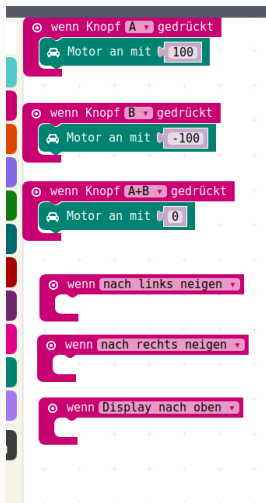 wenn Knopf A gedrückt
Motor an mit 100
wenn Knopf B gedrückt
Motor an mit -100
wenn Knopf A+B gedrückt
Motor an mit 0
wenn nach links neigen
wenn nach rechts neigen
wenn Display nach oben